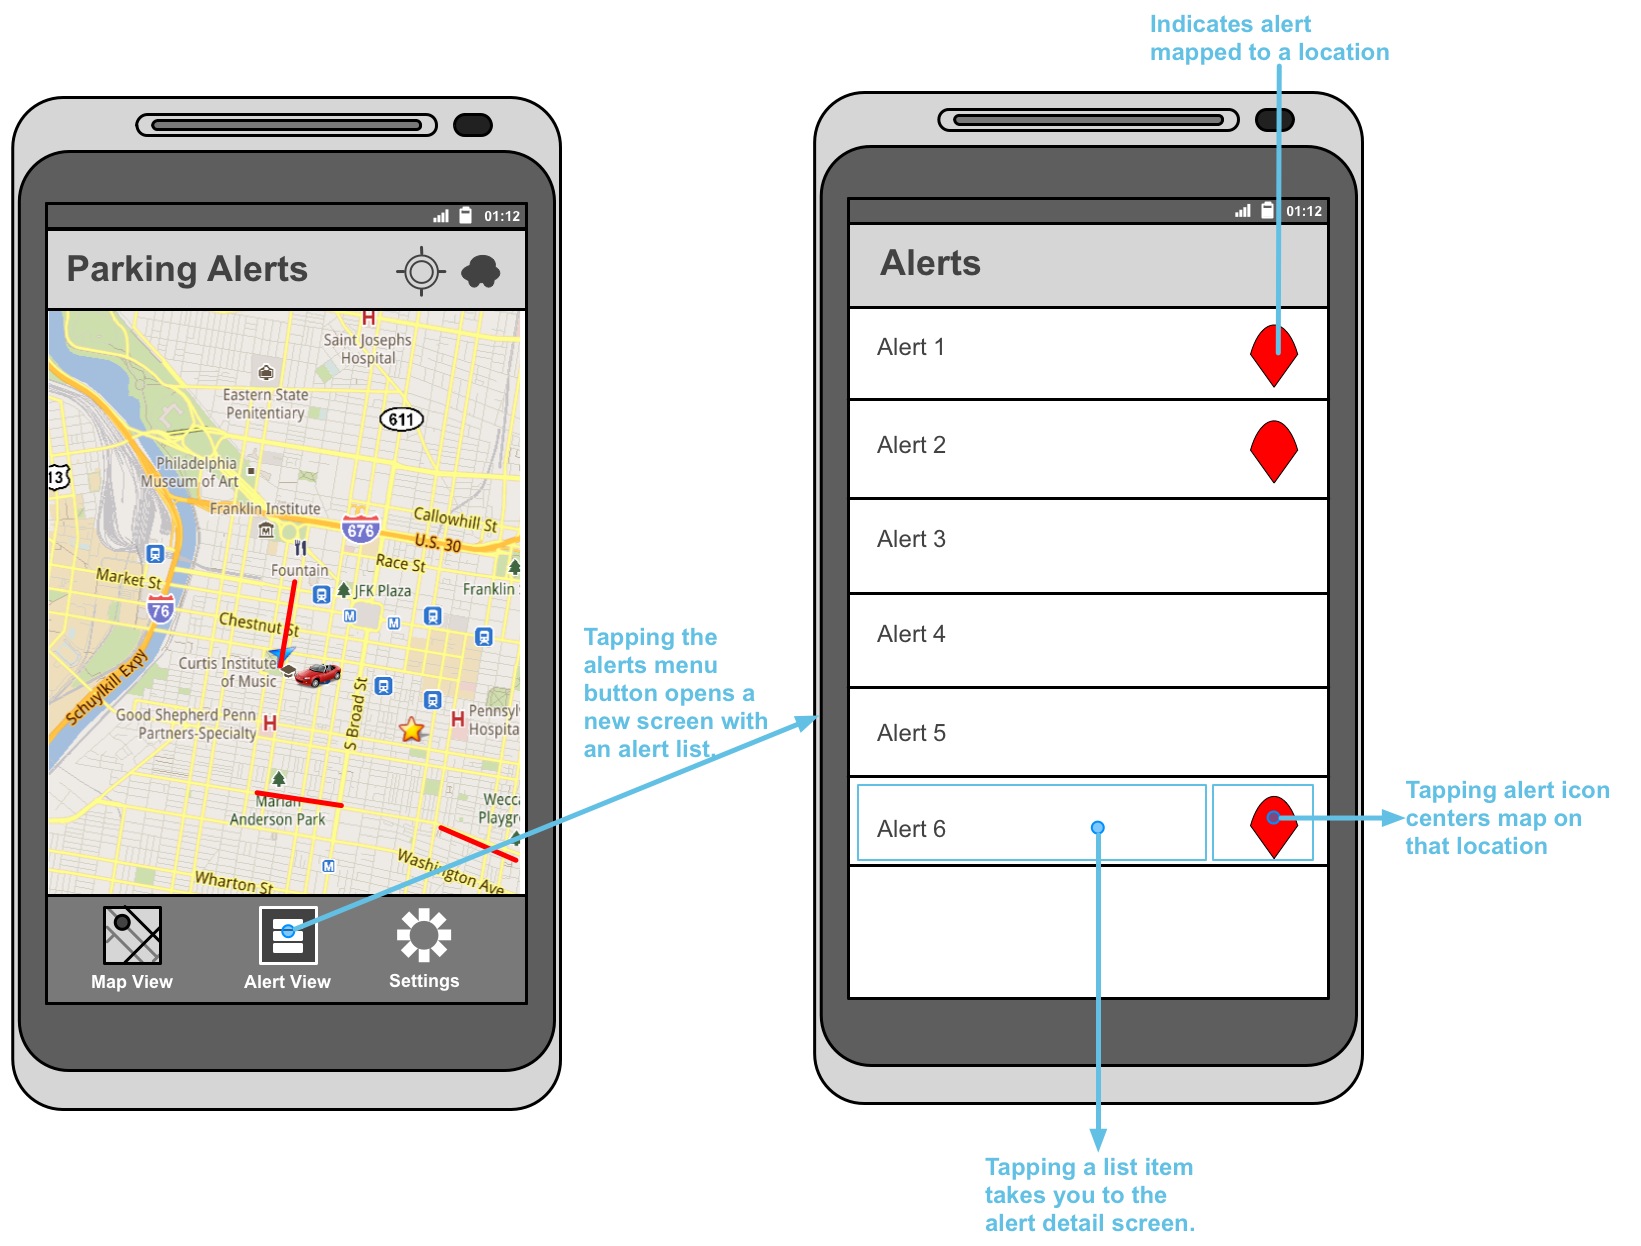 Indicates alert
mapped to a location
01:12
Parking Alerts
H
Saint Josephs
Hospital
Eastern State
Penitentiary
611
Philadelphia
Museum of Art
13
Franklin Institute
M
676
Callowhill St
U.S. 30
Fountain
Race St
Market St
JFK Plaza
Franklin
76
M
M
Chestnut St
Curtis Institute
of Music
Schuylkill Expy
S Broad St
Good Shepherd Penn
Partners-Specialty
H
H
Pennsyl
Hospita
Marian
Anderson Park
Wecca
Playgr
M
Washington Ave
Wharton St
Map View
Alert View
Settings
Tapping the
alerts menu
button opens a
new screen with
an alert list.
01:12
Alerts
Alert 1
Alert 2
Alert 3
Alert 4
Alert 5
Alert 6
Tapping alert icon
centers map on
that location
Tapping a list item
takes you to the
alert detail screen.